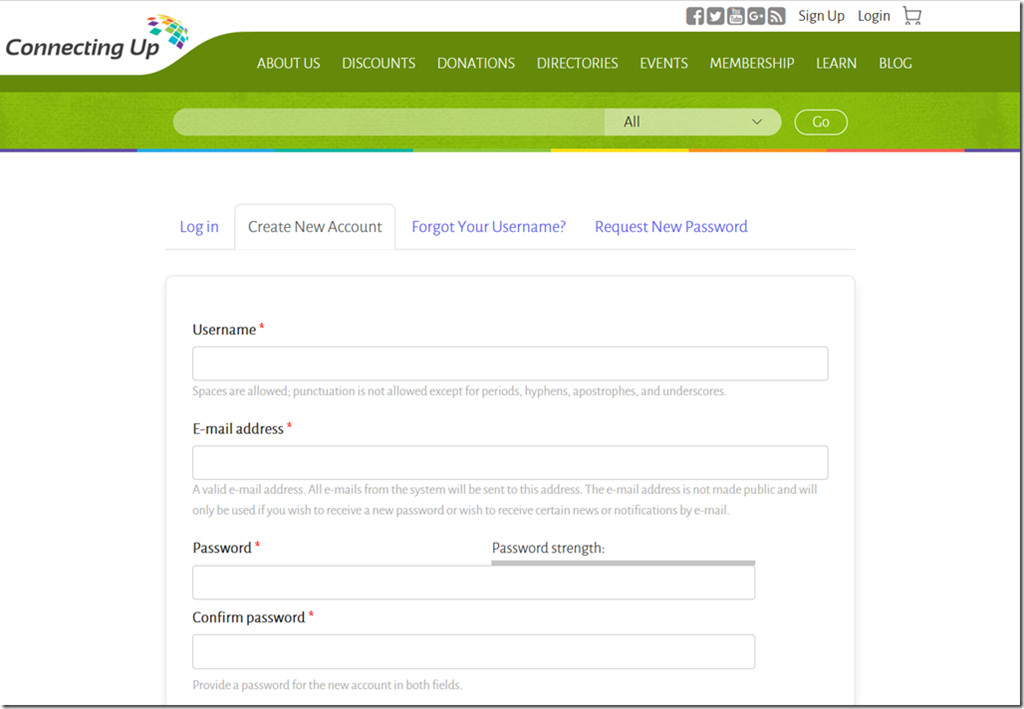 Sign Up Login
Connecting Up
ABOUT US DISCOUNTS DONATIONS DIRECTORIES EVENTS MEMBERSHIP LEARN BLOG
All Go
Log in Create New Account Forgot Your Username? Request New Password
Username *
Spaces are allowed; punctuation is not allowed except for periods, hyphens, apostrophes, and underscores.
E-mail address *
A valid e-mail address. All e-mails from the system will be sent to this address. The e-mail address is not made public and will
only be used if you wish to receive a new password or wish to receive certain news or notifications by e-mail.
Password * Password strength:
Confirm password *
Provide a password for the new account in both fields.